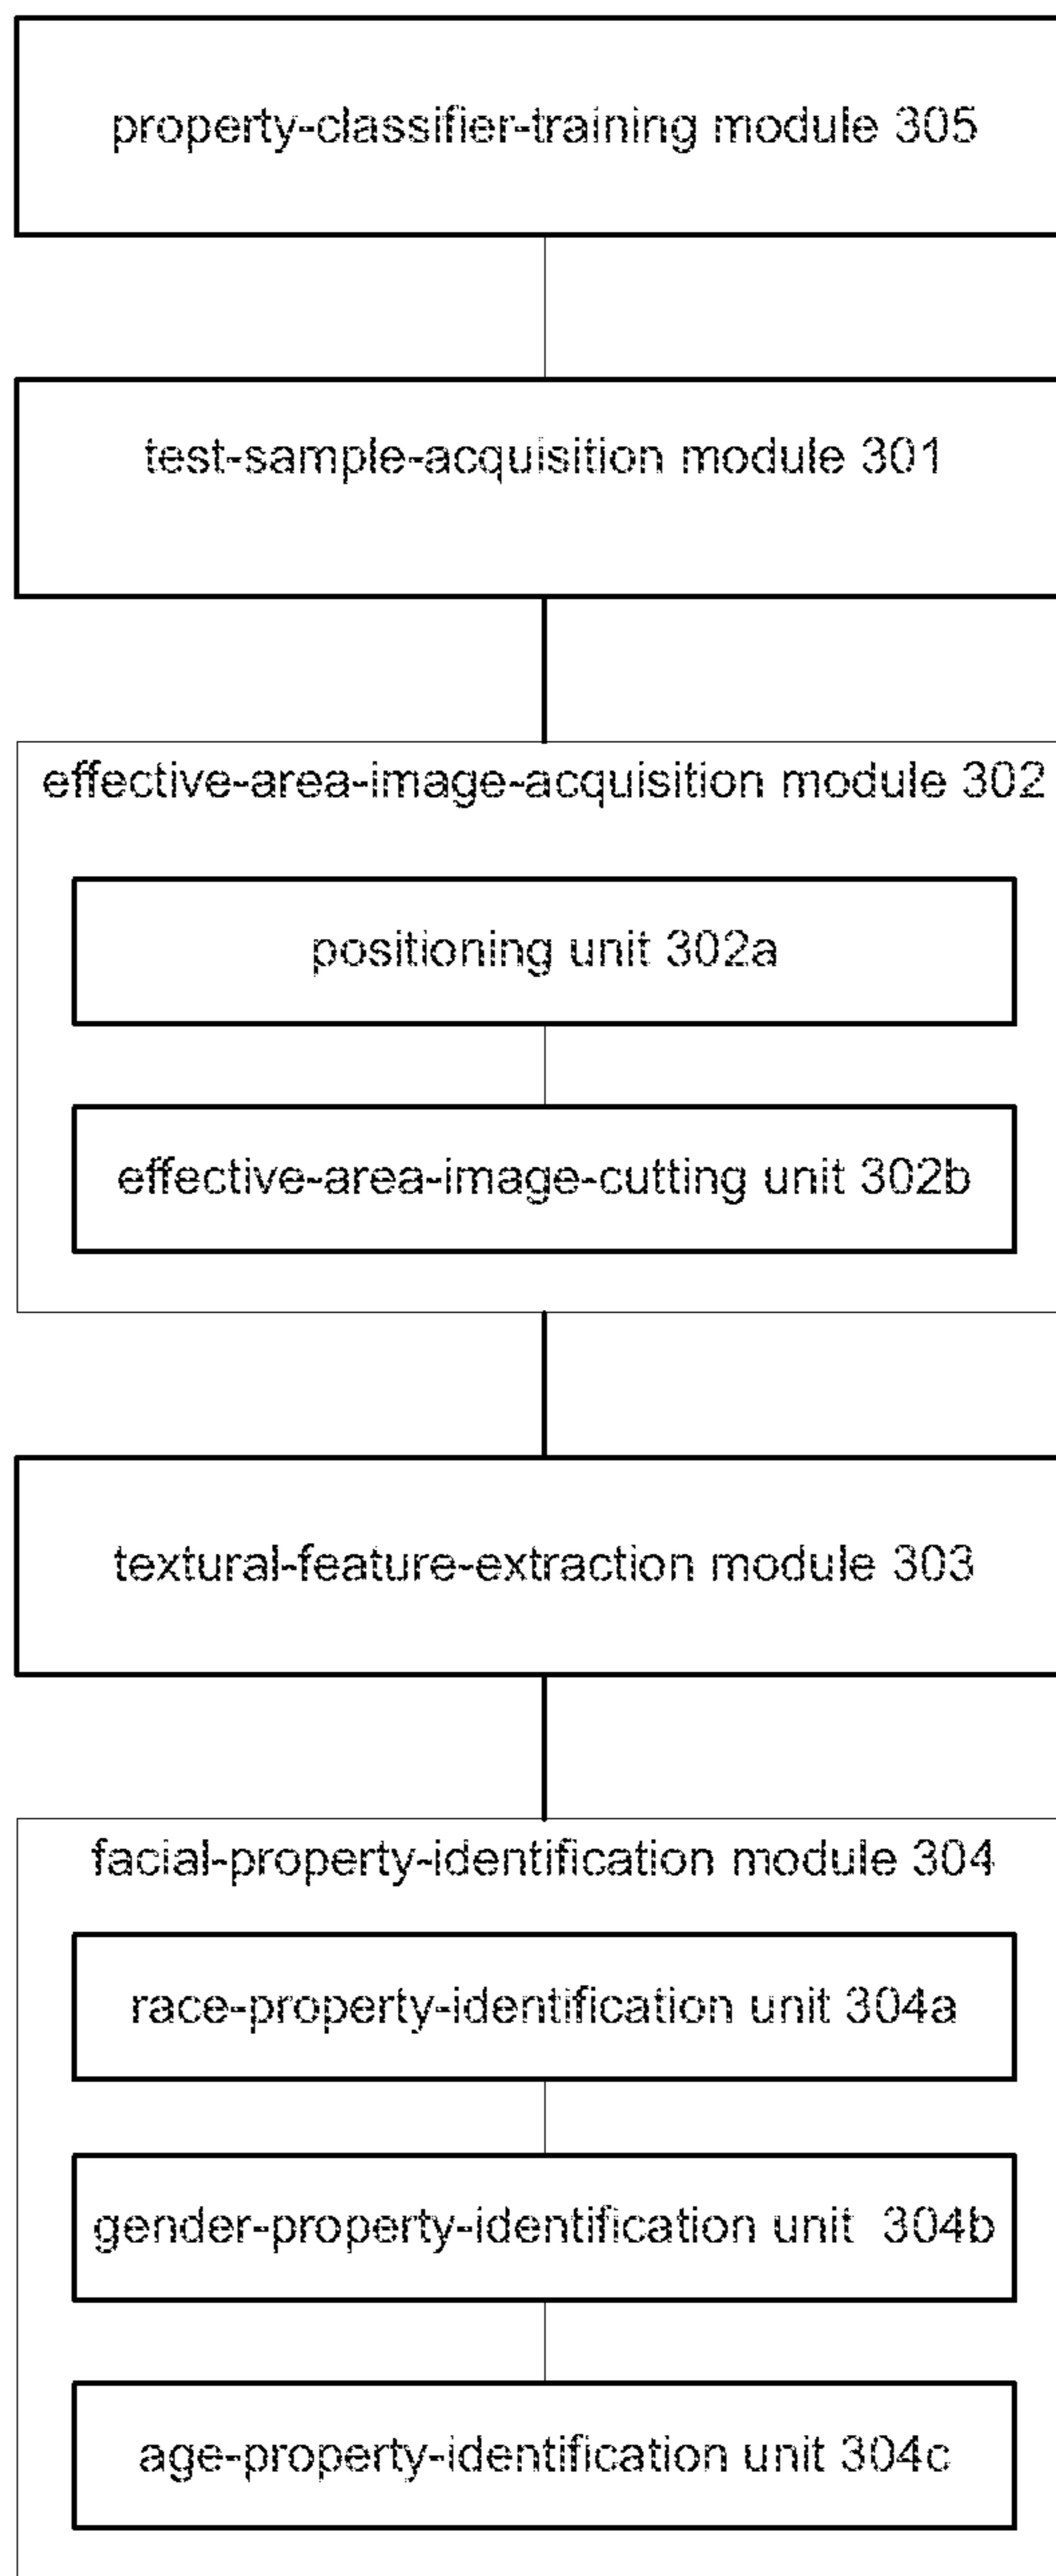 property-classifier-training module 305
test-sample-acquisition module 301
effective-area-image-acquisition module 302
positioning unit 302a
effective-area-image-cutting unit 302b
textural-feature-extraction module 303
facial-property-identification module 304
race-property-identification unit 304a
gender-property-identification unit 304b
age-property-identification unit 304c